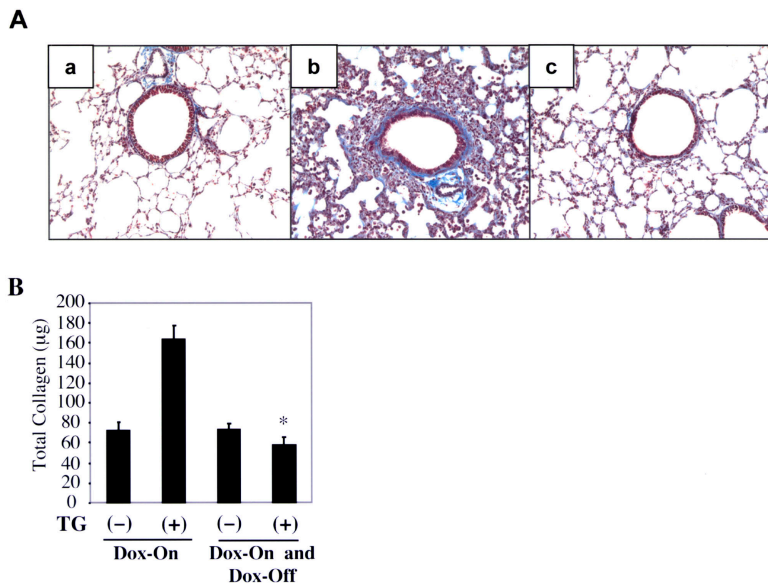 A
a b c
B
Total Collagen (µg)
200
180
160
140
120
100
80
60
40
20
0
*
TG (−) (+) (−) (+)
Dox-On Dox-On and
Dox-Off